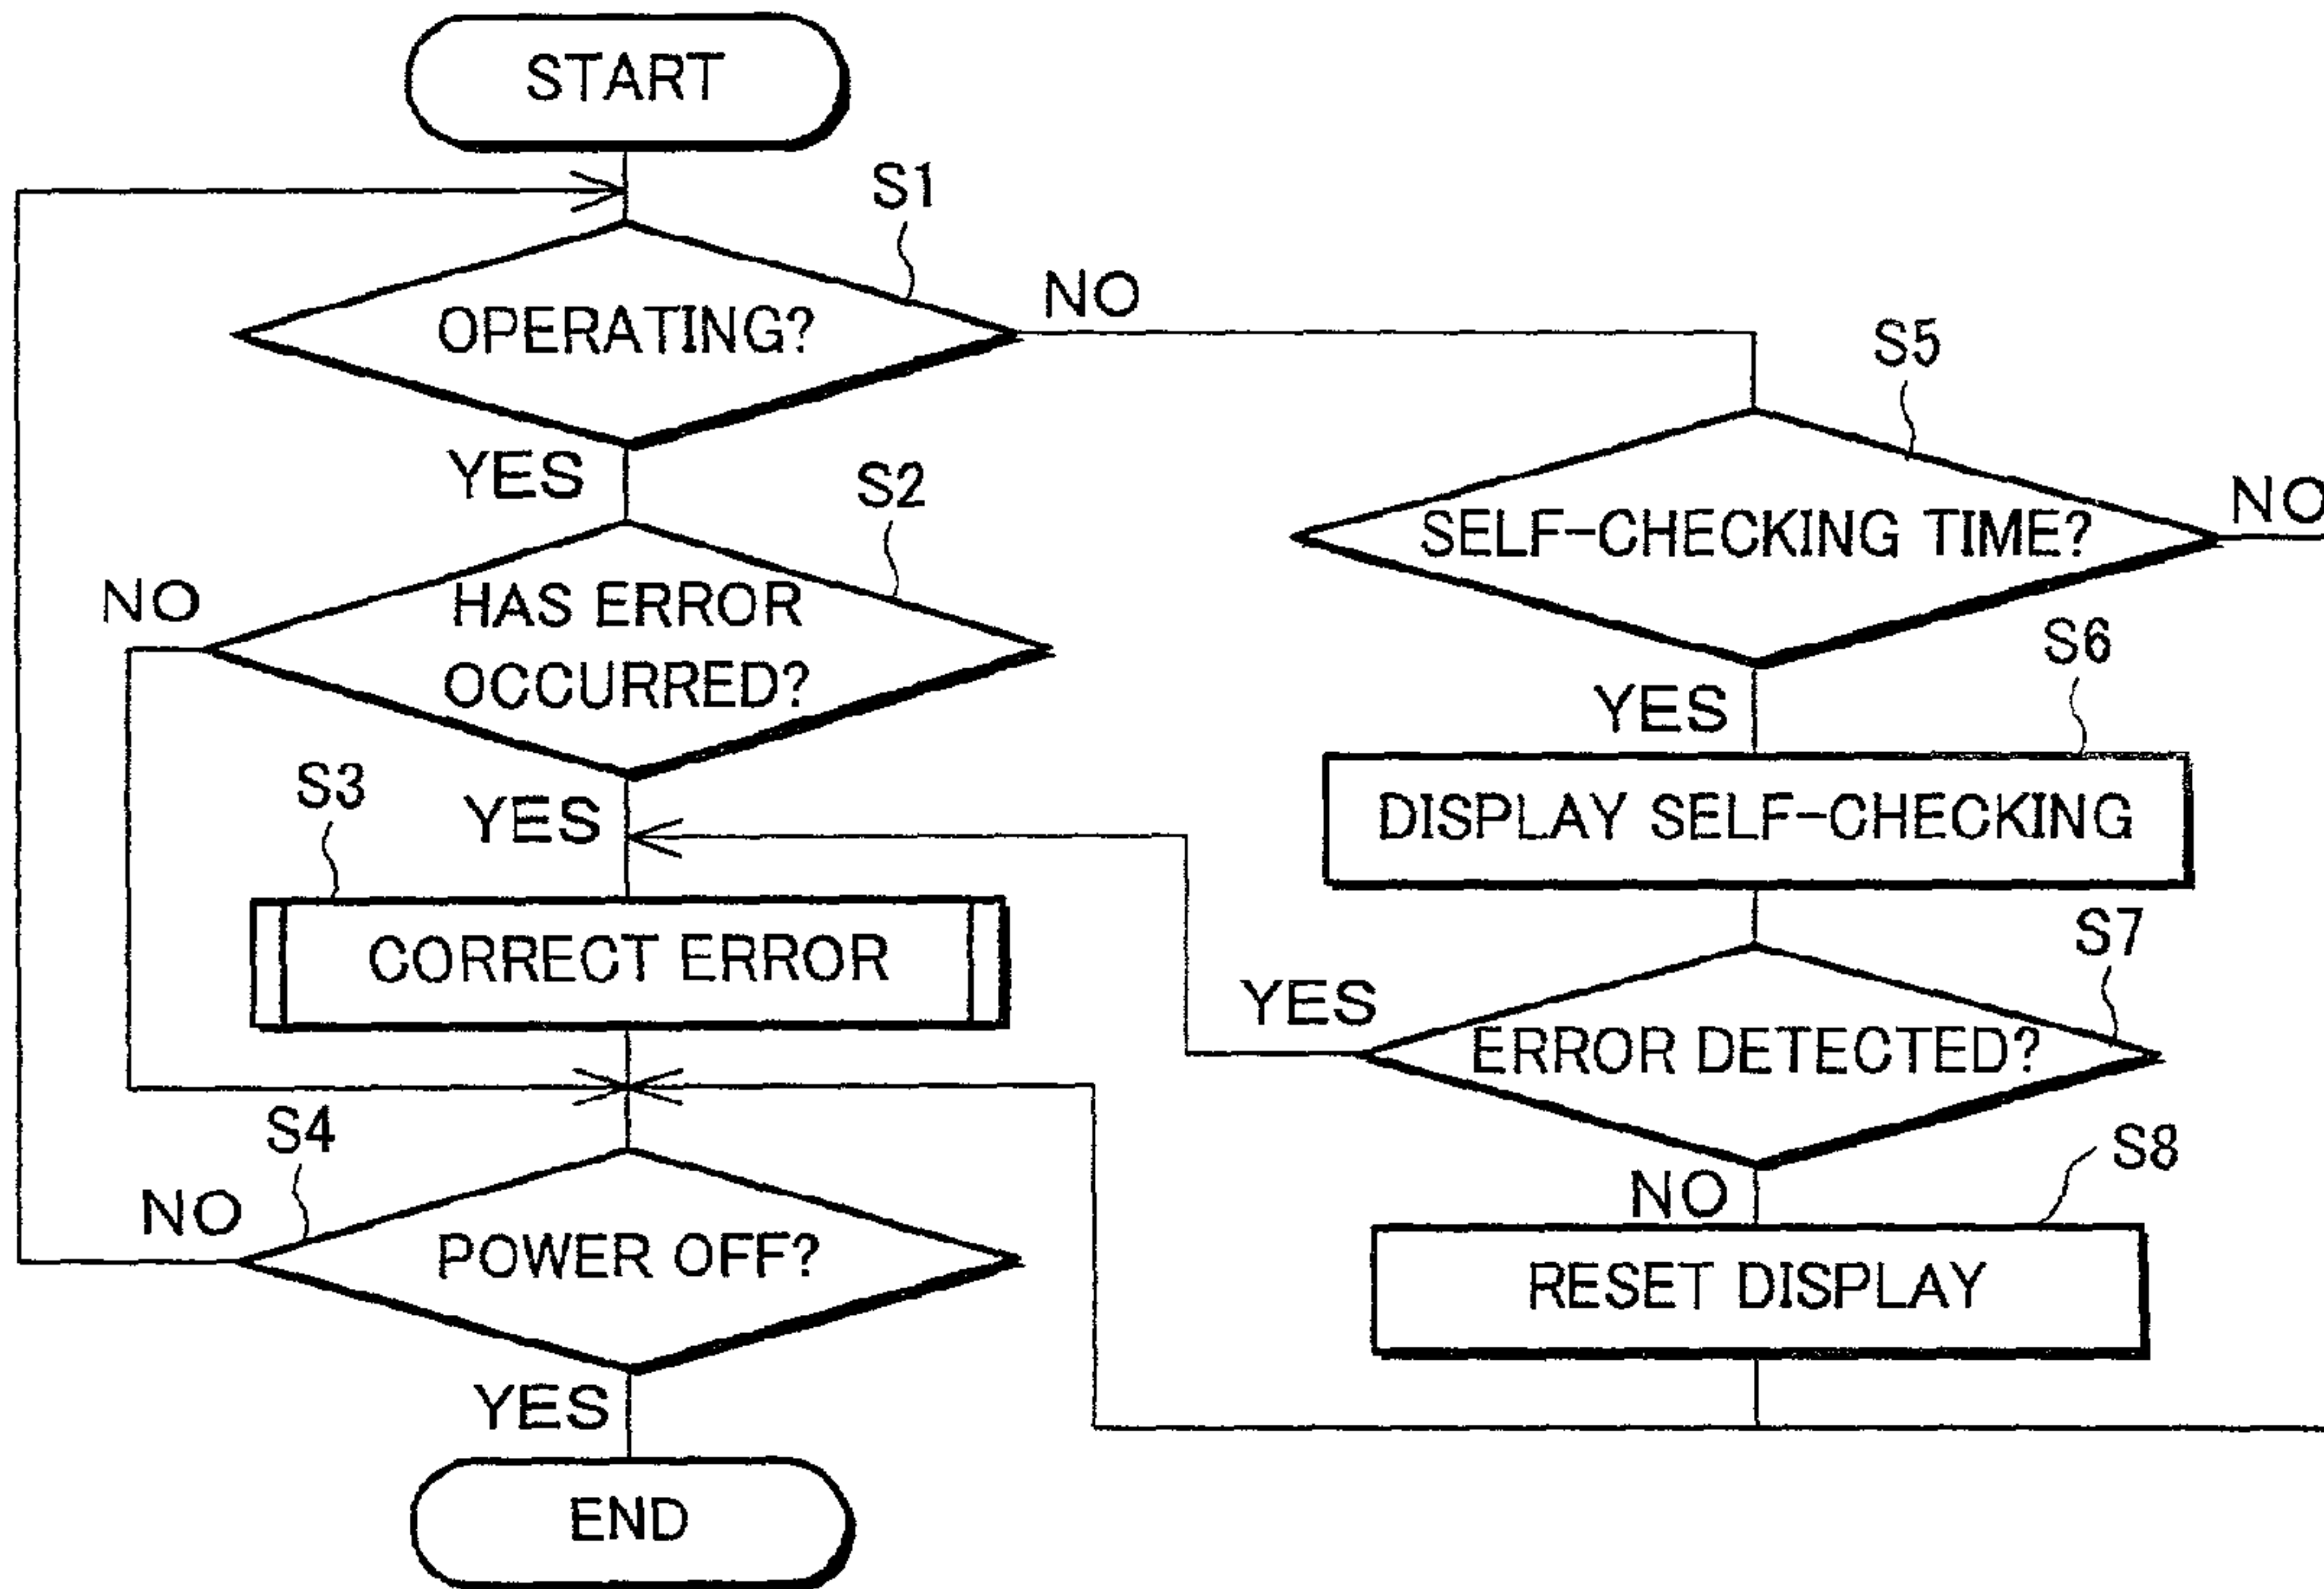 START
S1
OPERATING?
NO
YES
S2
HAS ERROR
OCCURRED?
NO
YES
S3
CORRECT ERROR
S4
POWER OFF?
NO
YES
END
S5
SELF-CHECKING TIME?
NO
YES
S6
DISPLAY SELF-CHECKING
S7
ERROR DETECTED?
YES
NO
S8
RESET DISPLAY